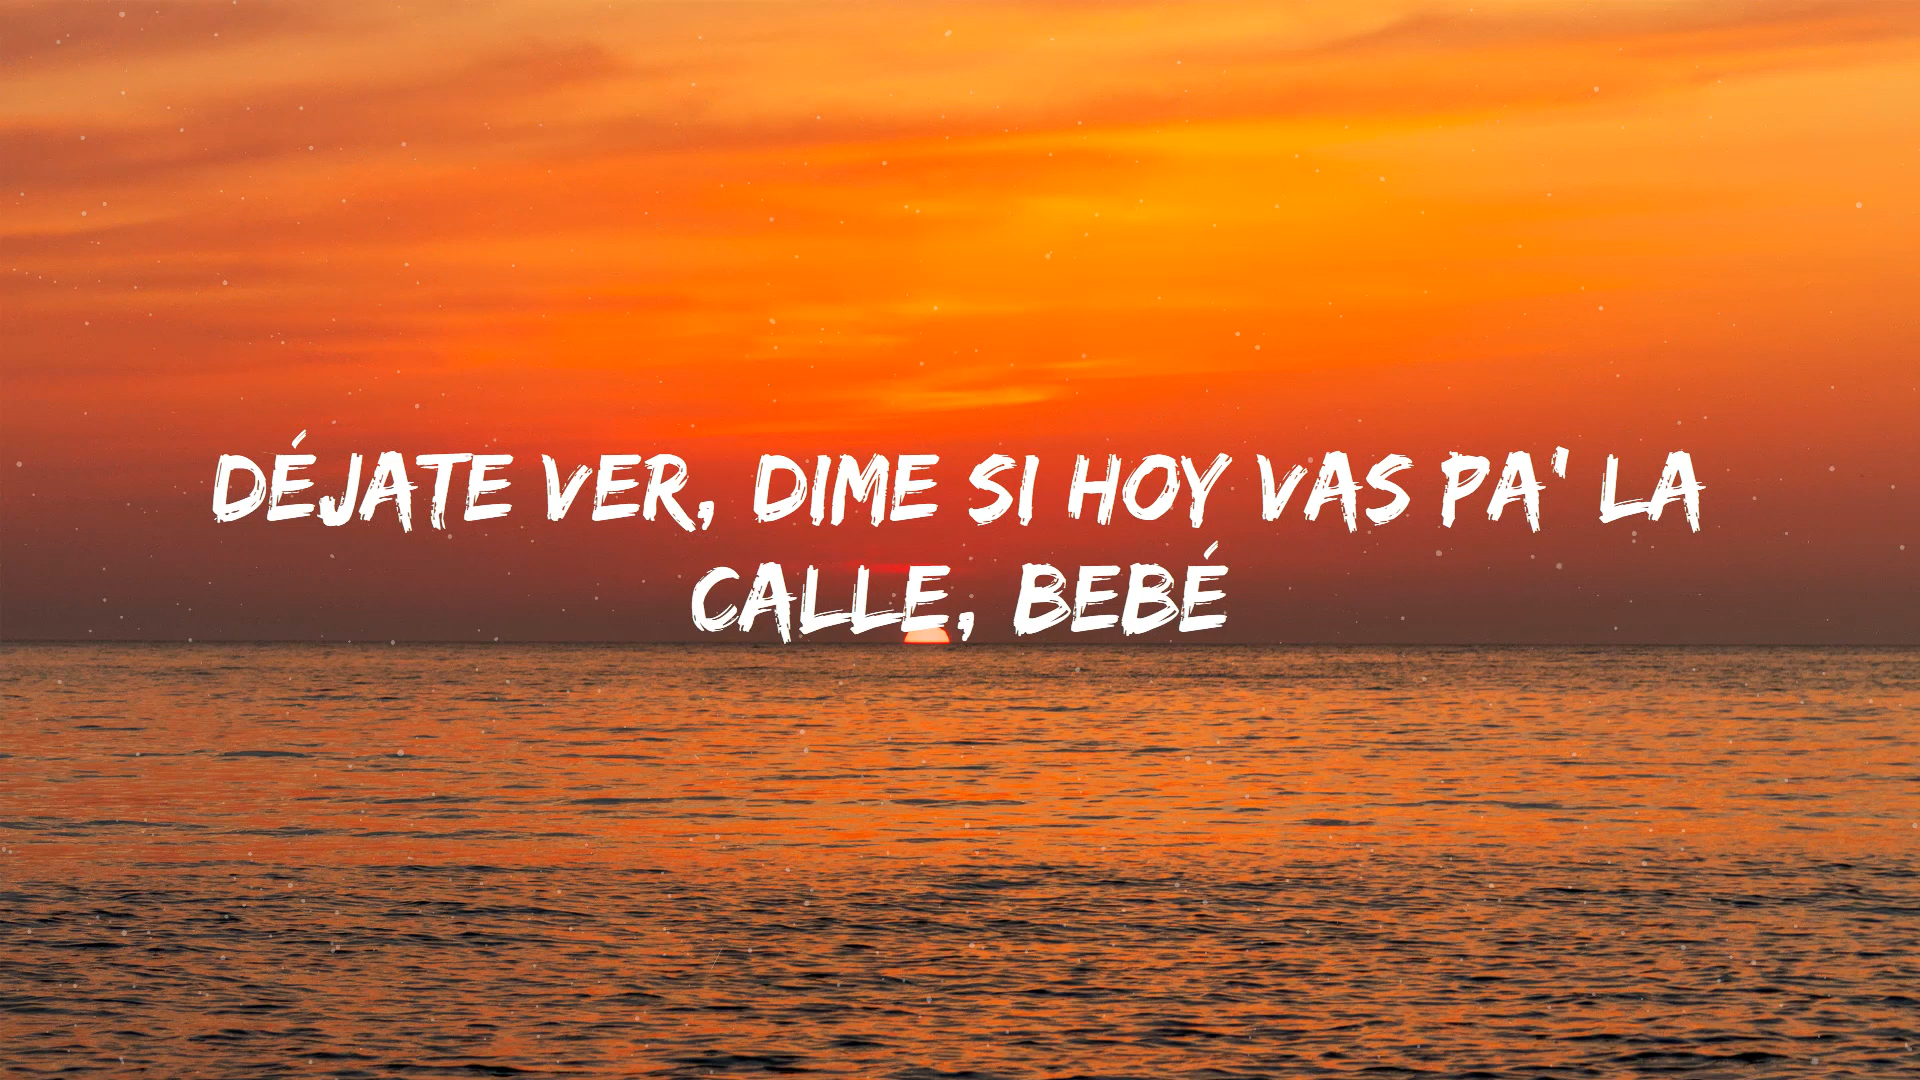 DÉJATE VER, DIME SI HOY VAS PA' LA
CALLE, BEBÉ